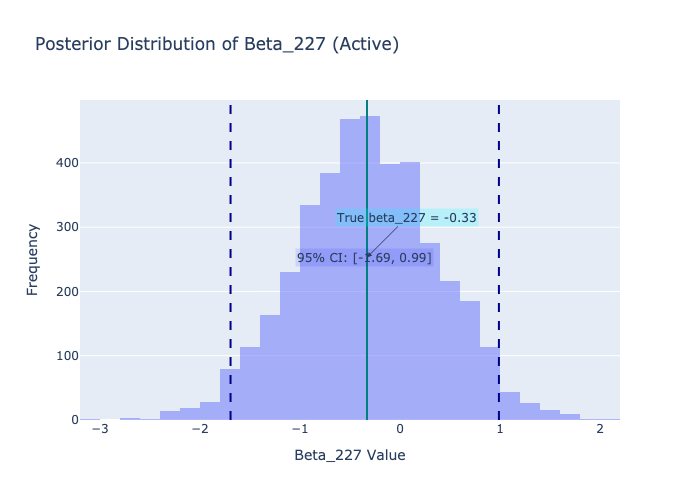 Posterior Distribution of Beta_227 (Active)
Frequency
400
300
200
100
0
True beta_227 = -0.33
95% CI: [-1.69, 0.99]
−3
−2
−1
0
1
2
Beta_227 Value